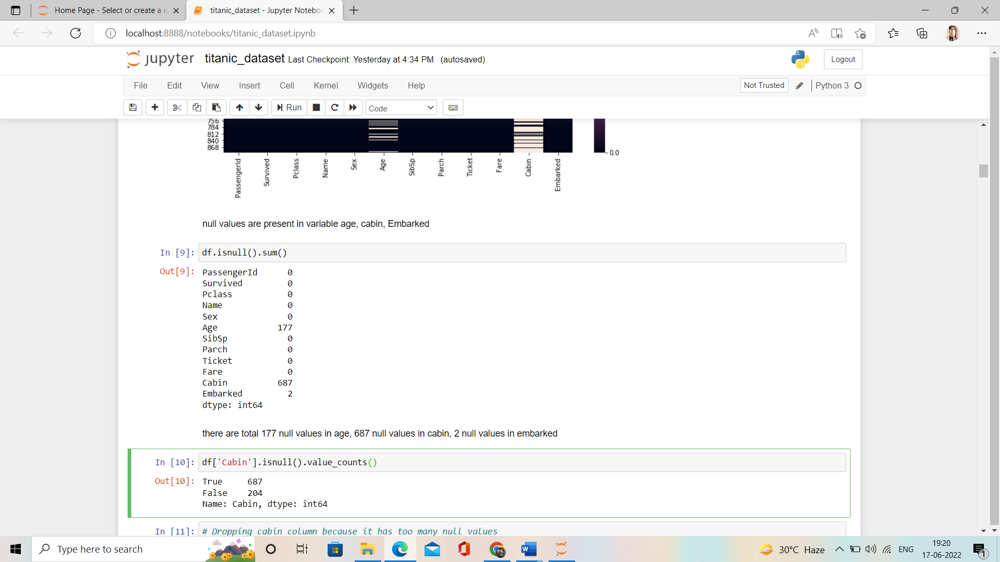 Home Page - Select or create a n
titanic_dataset - Jupyter Notebo
localhost:8888/notebooks/titanic_dataset.ipynb
jupyter titanic_dataset Last Checkpoint: Yesterday at 4:34 PM (autosaved)
Logout
File Edit View Insert Cell Kernel Widgets Help
Not Trusted Python 3
Run Code
756
784
812
840
868
0.0
PassengerId
Survived
Pclass
Name
Sex
Age
SibSp
Parch
Ticket
Fare
Cabin
Embarked
null values are present in variable age, cabin, Embarked
In [9]: df.isnull().sum()
Out[9]: PassengerId 0
Survived 0
Pclass 0
Name 0
Sex 0
Age 177
SibSp 0
Parch 0
Ticket 0
Fare 0
Cabin 687
Embarked 2
dtype: int64
there are total 177 null values in age, 687 null values in cabin, 2 null values in embarked
In [10]: df['Cabin'].isnull().value_counts()
Out[10]: True 687
False 204
Name: Cabin, dtype: int64
In [11]: # Dropping cabin column because it has too many null values
Type here to search
30°C Haze
ENG
19:20
17-06-2022
1